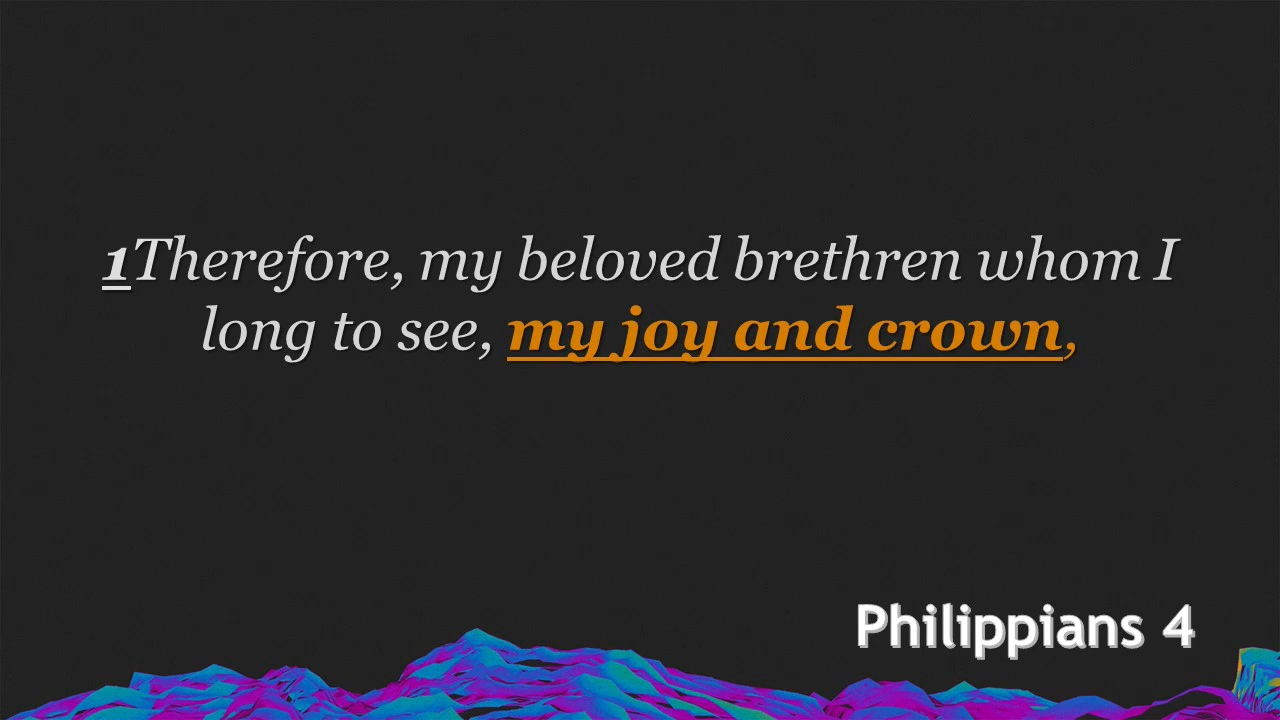 1Therefore, my beloved brethren whom I
long to see, my joy and crown,
Philippians 4